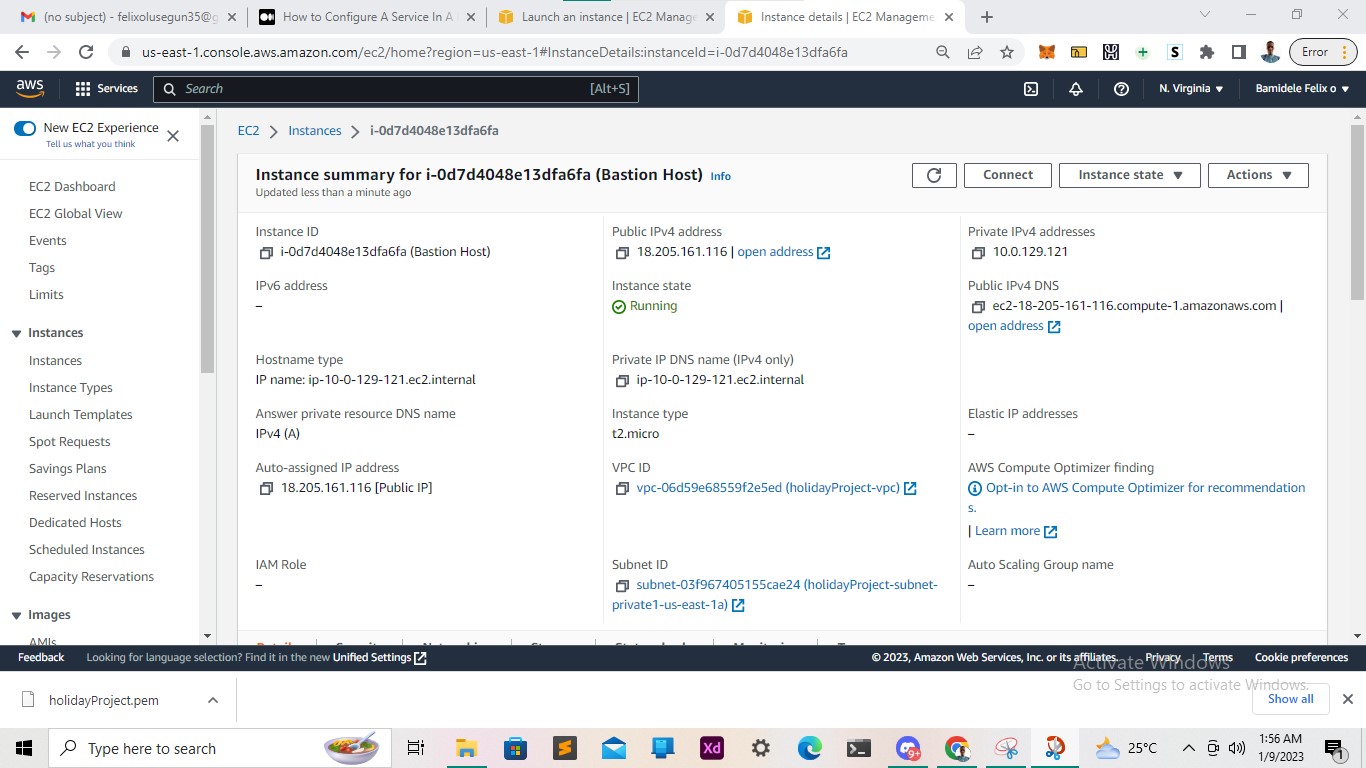 (no subject) - felixolusegun35@g
How to Configure A Service In A
Launch an instance | EC2 Manage
Instance details | EC2 Manageme
us-east-1.console.aws.amazon.com/ec2/home?region=us-east-1#InstanceDetails:instanceId=i-0d7d4048e13dfa6fa
Error
aws
Services
Search
[Alt+S]
N. Virginia
Bamidele Felix o
New EC2 Experience
Tell us what you think
EC2 Dashboard
EC2 Global View
Events
Tags
Limits
Instances
Instances
Instance Types
Launch Templates
Spot Requests
Savings Plans
Reserved Instances
Dedicated Hosts
Scheduled Instances
Capacity Reservations
Images
AMIs
EC2
Instances
i-0d7d4048e13dfa6fa
Instance summary for i-0d7d4048e13dfa6fa (Bastion Host) Info
Updated less than a minute ago
Connect
Instance state
Actions
Instance ID
i-0d7d4048e13dfa6fa (Bastion Host)
Public IPv4 address
18.205.161.116 | open address
Private IPv4 addresses
10.0.129.121
IPv6 address
–
Instance state
Running
Public IPv4 DNS
ec2-18-205-161-116.compute-1.amazonaws.com |
open address
Hostname type
IP name: ip-10-0-129-121.ec2.internal
Private IP DNS name (IPv4 only)
ip-10-0-129-121.ec2.internal
Answer private resource DNS name
IPv4 (A)
Instance type
t2.micro
Elastic IP addresses
–
Auto-assigned IP address
18.205.161.116 [Public IP]
VPC ID
vpc-06d59e68559f2e5ed (holidayProject-vpc)
AWS Compute Optimizer finding
Opt-in to AWS Compute Optimizer for recommendation
s.
| Learn more
IAM Role
–
Subnet ID
subnet-03f967405155cae24 (holidayProject-subnet-
private1-us-east-1a)
Auto Scaling Group name
–
Feedback
Looking for language selection? Find it in the new Unified Settings
© 2023, Amazon Web Services, Inc. or its affiliates.
Privacy
Terms
Cookie preferences
Activate Windows
Go to Settings to activate Windows.
holidayProject.pem
Show all
Type here to search
Xd
9+
25°C
1:56 AM
1/9/2023
1